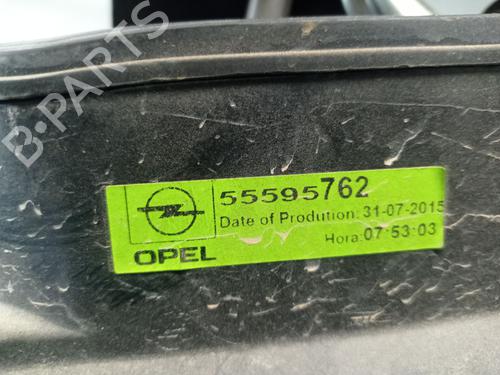 B-PARTS
55595762
Date of Prodution: 31-07-2015
Hora: 07:53:03
OPEL